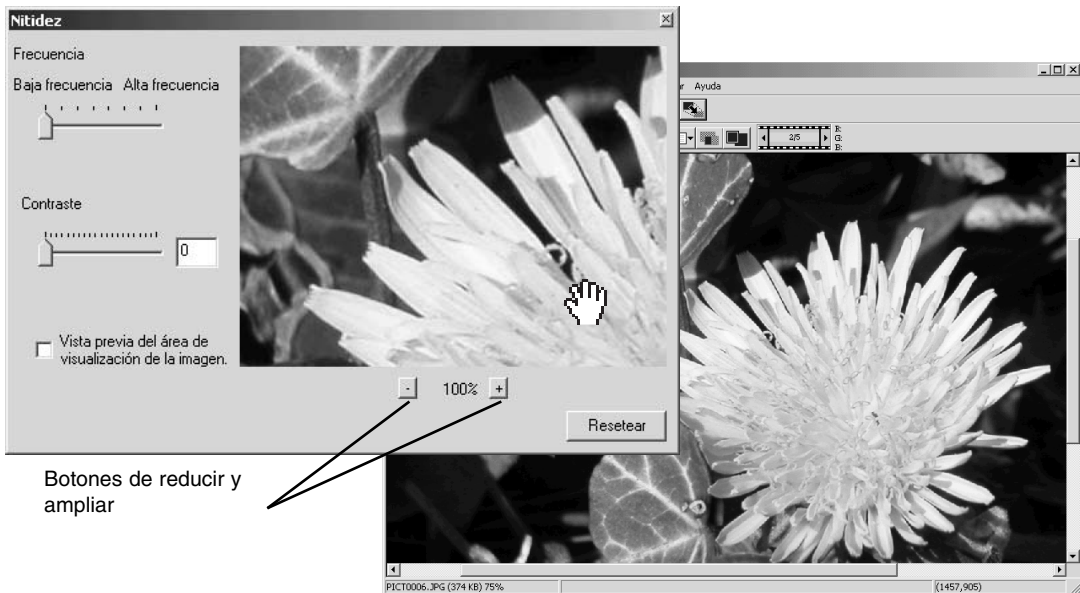 Nitidez
Frecuencia
Baja frecuencia Alta frecuencia
Contraste
0
Vista previa del área de
visualización de la imagen.
- 100% +
Resetear
Botones de reducir y
ampliar
Ayuda
2/5
R:
G:
B:
PICT0006.JPG (374 KB) 75%
(1457,905)